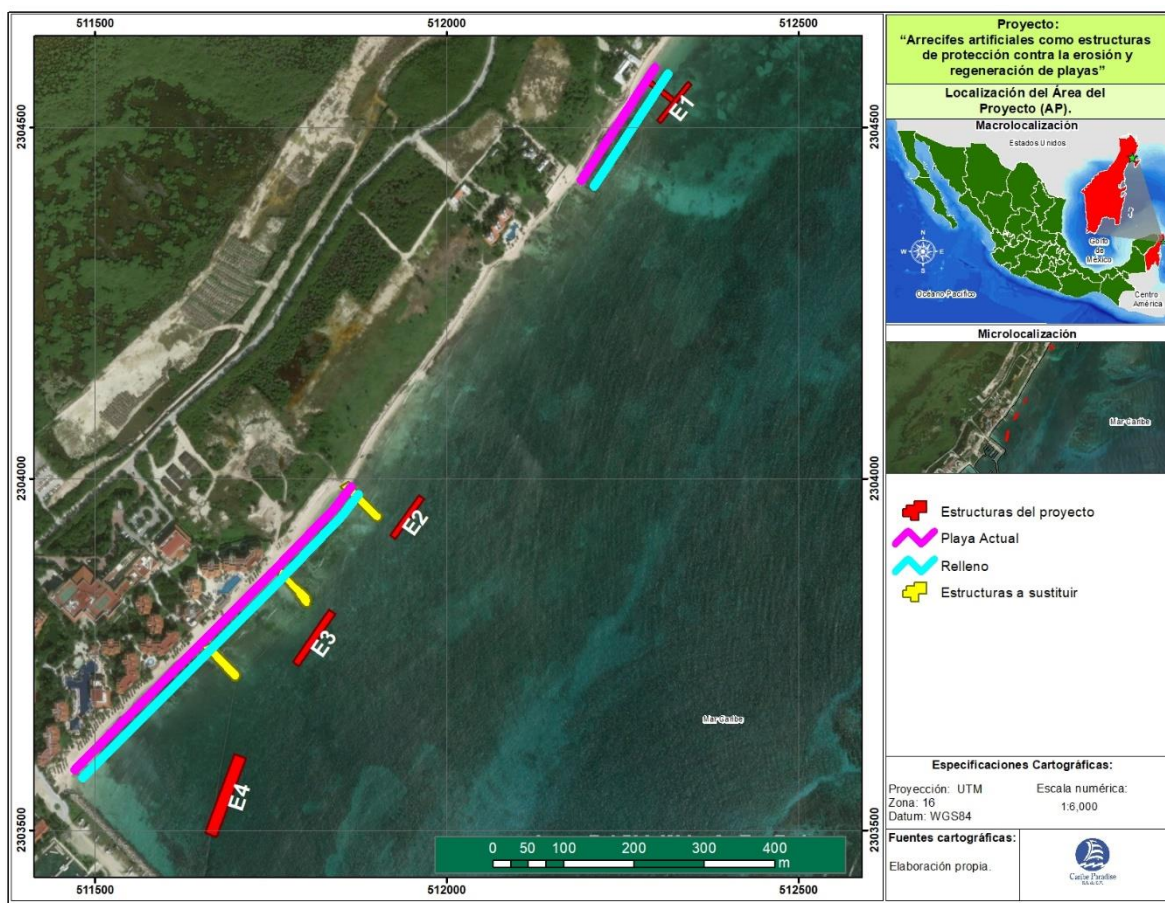 511500
512000
512500
2304500
2304000
2303500
E1
E2
E3
E4
Mar Caribe
0 50 100 200 300 400
m
511500
512000
512500
2304500
2304000
2303500
Proyecto:
“Arrecifes artificiales como estructuras
de protección contra la erosión y
regeneración de playas”
Localización del Área del
Proyecto (AP).
Macrolocalización
Estados Unidos
N
W E
S
Golfo
de
México
Océano Pacífico
Centro
América
Microlocalización
Mar Caribe
Estructuras del proyecto
Playa Actual
Relleno
Estructuras a sustituir
Especificaciones Cartográficas:
Proyección: UTM
Zona: 16
Datum: WGS84
Escala numérica:
1:6,000
Fuentes cartográficas:
Elaboración propia.
Caribe Paradise